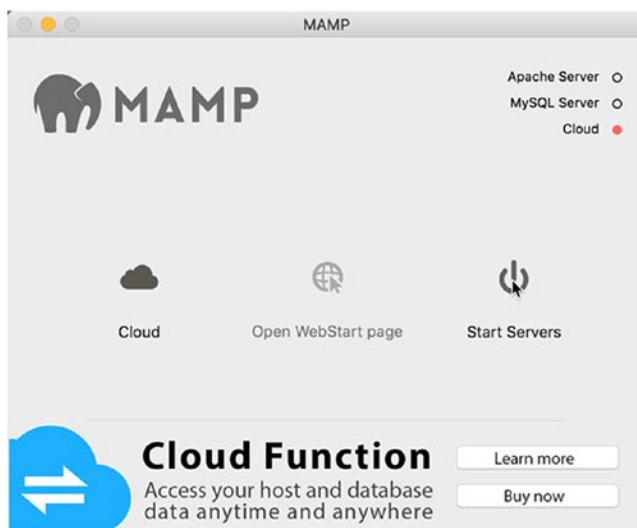 MAMP
MAMP
Apache Server
MySQL Server
Cloud
Cloud
Open WebStart page
Start Servers
Cloud Function
Access your host and database
data anytime and anywhere
Learn more
Buy now